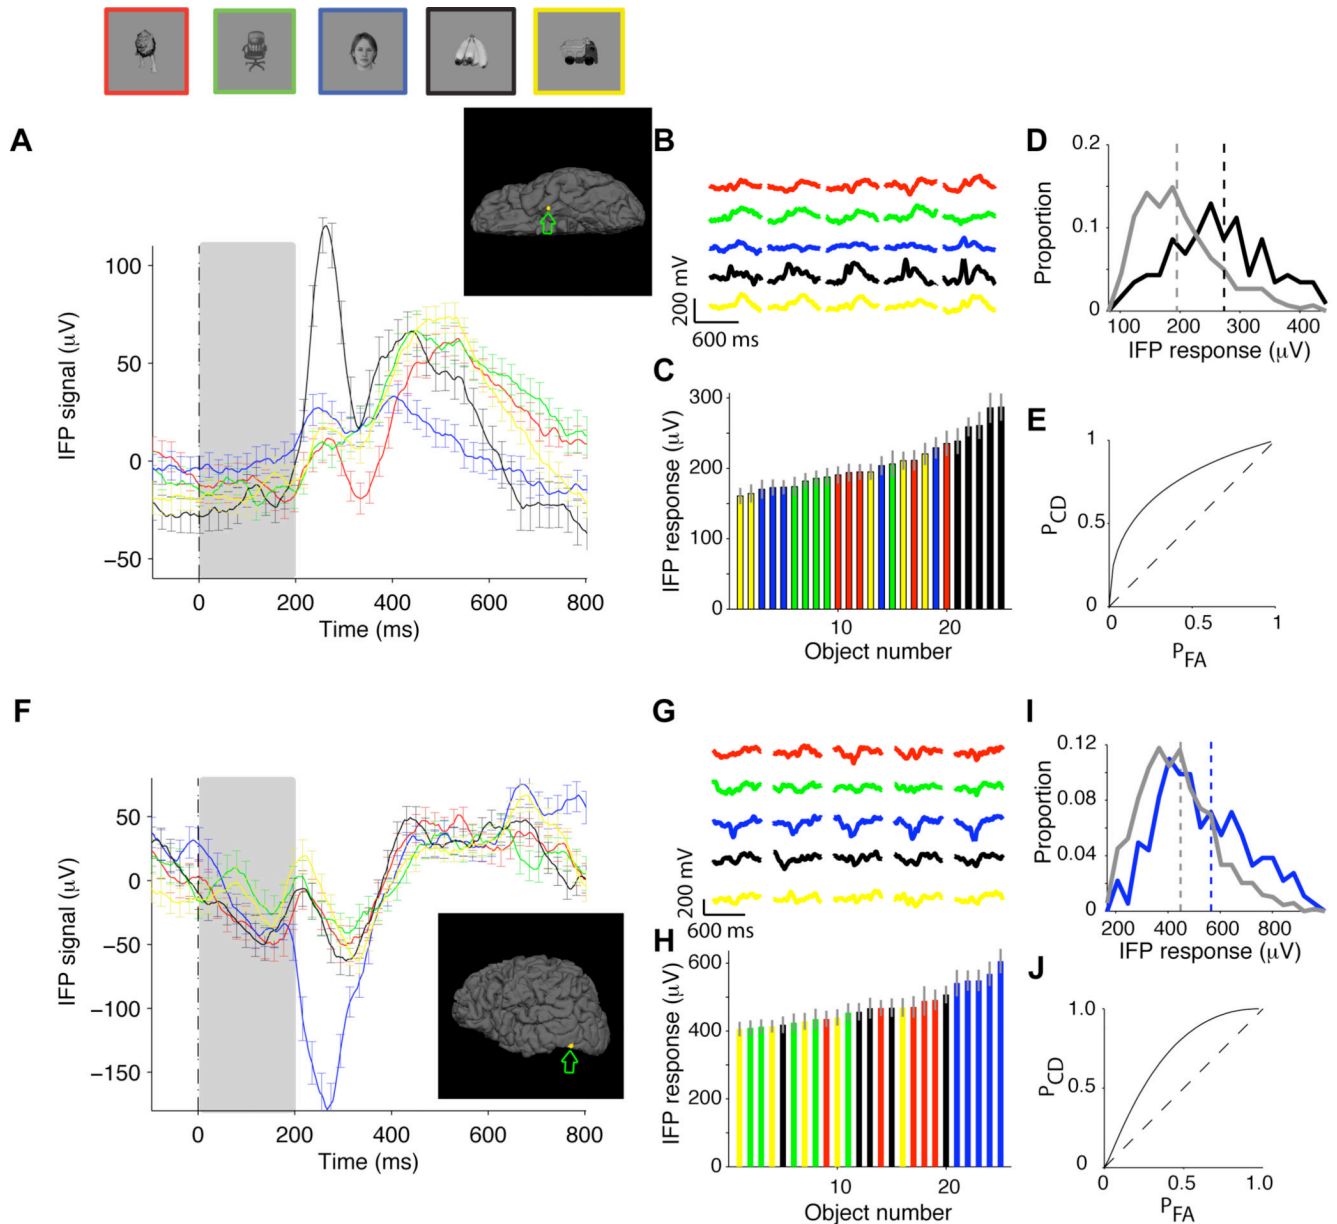 A
IFP signal (μV)
100
50
0
−50
0
200
400
600
800
Time (ms)
B
200 mV
600 ms
C
IFP response (μV)
300
200
100
0
10
20
Object number
D
Proportion
0.2
0.1
0
100
200
300
400
IFP response (μV)
E
PCD
1
0.5
0
0
0.5
1
PFA
F
IFP signal (μV)
50
0
−50
−100
−150
0
200
400
600
800
Time (ms)
G
200 mV
600 ms
H
IFP response (μV)
600
400
200
0
10
20
Object number
I
Proportion
0.12
0.08
0.04
0
200
400
600
800
IFP response (μV)
J
PCD
1.0
0.5
0
0
0.5
1.0
PFA